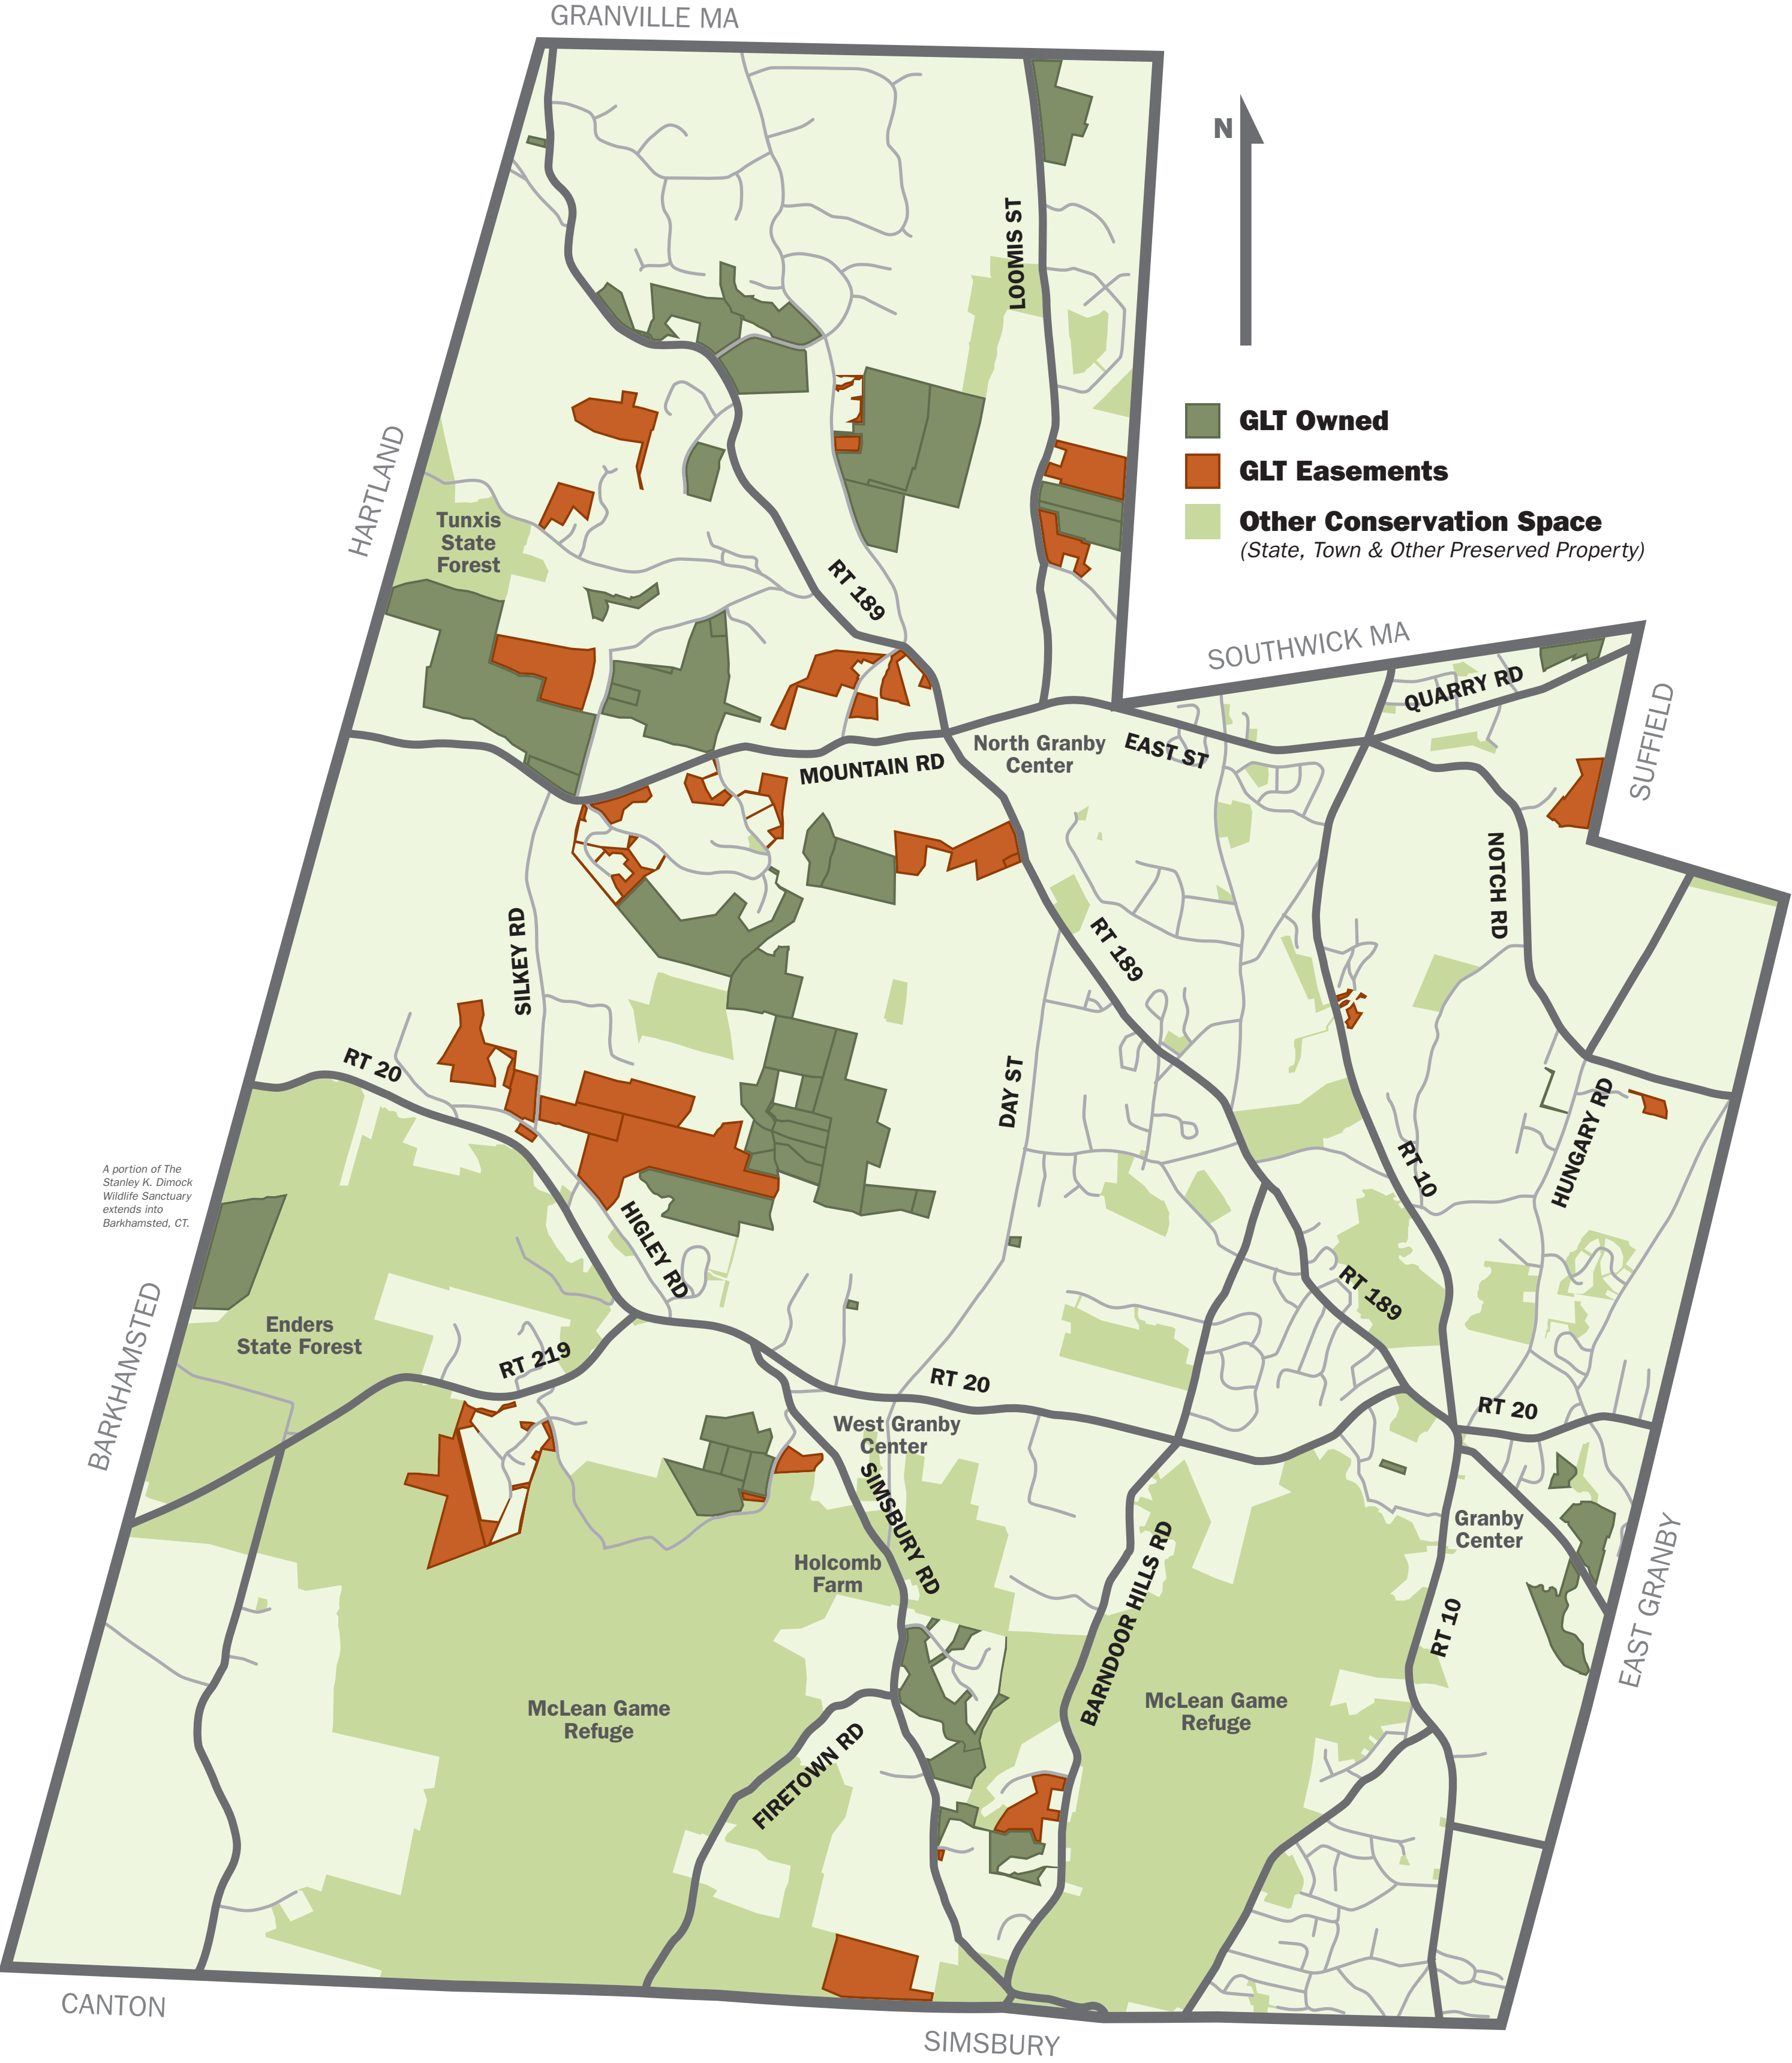 GRANVILLE MA
N
LOOMIS ST
GLT Owned
GLT Easements
Other Conservation Space
(State, Town & Other Preserved Property)
HARTLAND
Tunxis
State
Forest
RT 189
SOUTHWICK MA
QUARRY RD
SUFFIELD
North Granby
Center
EAST ST
MOUNTAIN RD
NOTCH RD
SILKEY RD
RT 189
RT 20
DAY ST
HUNGARY RD
RT 10
A portion of The
Stanley K. Dimock
Wildlife Sanctuary
extends into
Barkhamsted, CT.
HIGLEY RD
RT 189
BARKHAMSTED
Enders
State Forest
RT 219
RT 20
RT 20
West Granby
Center
SIMSBURY RD
Granby
Center
Holcomb
Farm
BARNDOOR HILLS RD
RT 10
EAST GRANBY
McLean Game
Refuge
McLean Game
Refuge
FIRETOWN RD
CANTON
SIMSBURY